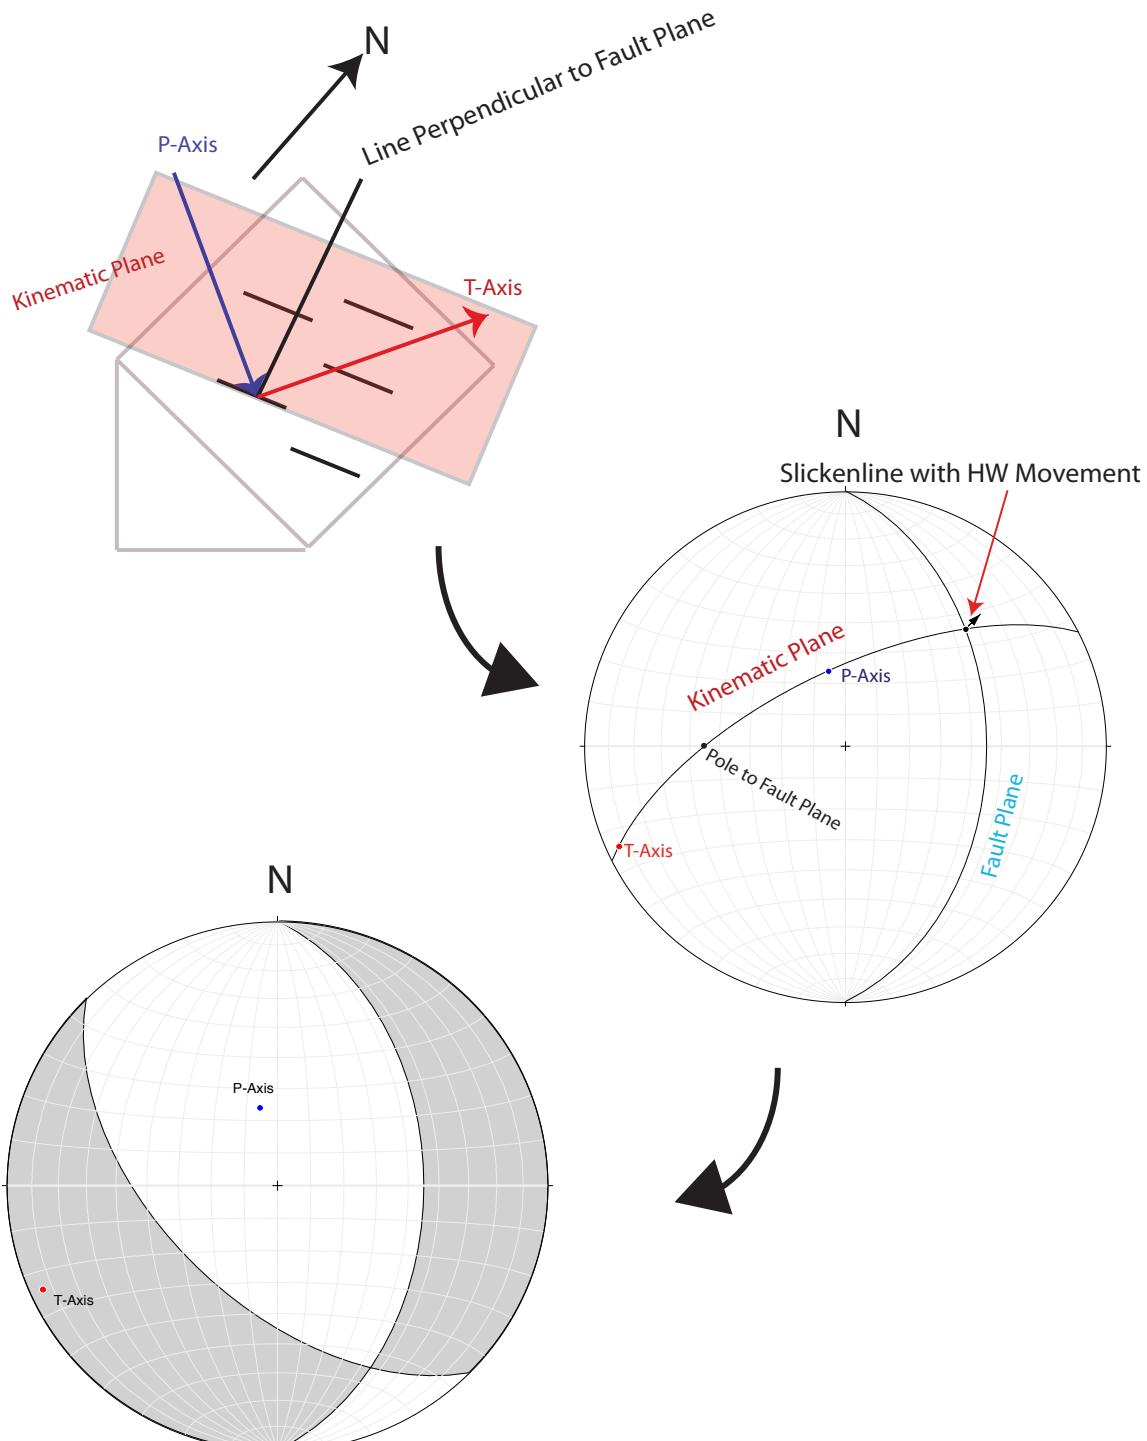 N
Line Perpendicular to Fault Plane
P-Axis
Kinematic Plane
T-Axis
N
Slickenline with HW Movement
Kinematic Plane
P-Axis
Pole to Fault Plane
Fault Plane
T-Axis
N
P-Axis
T-Axis